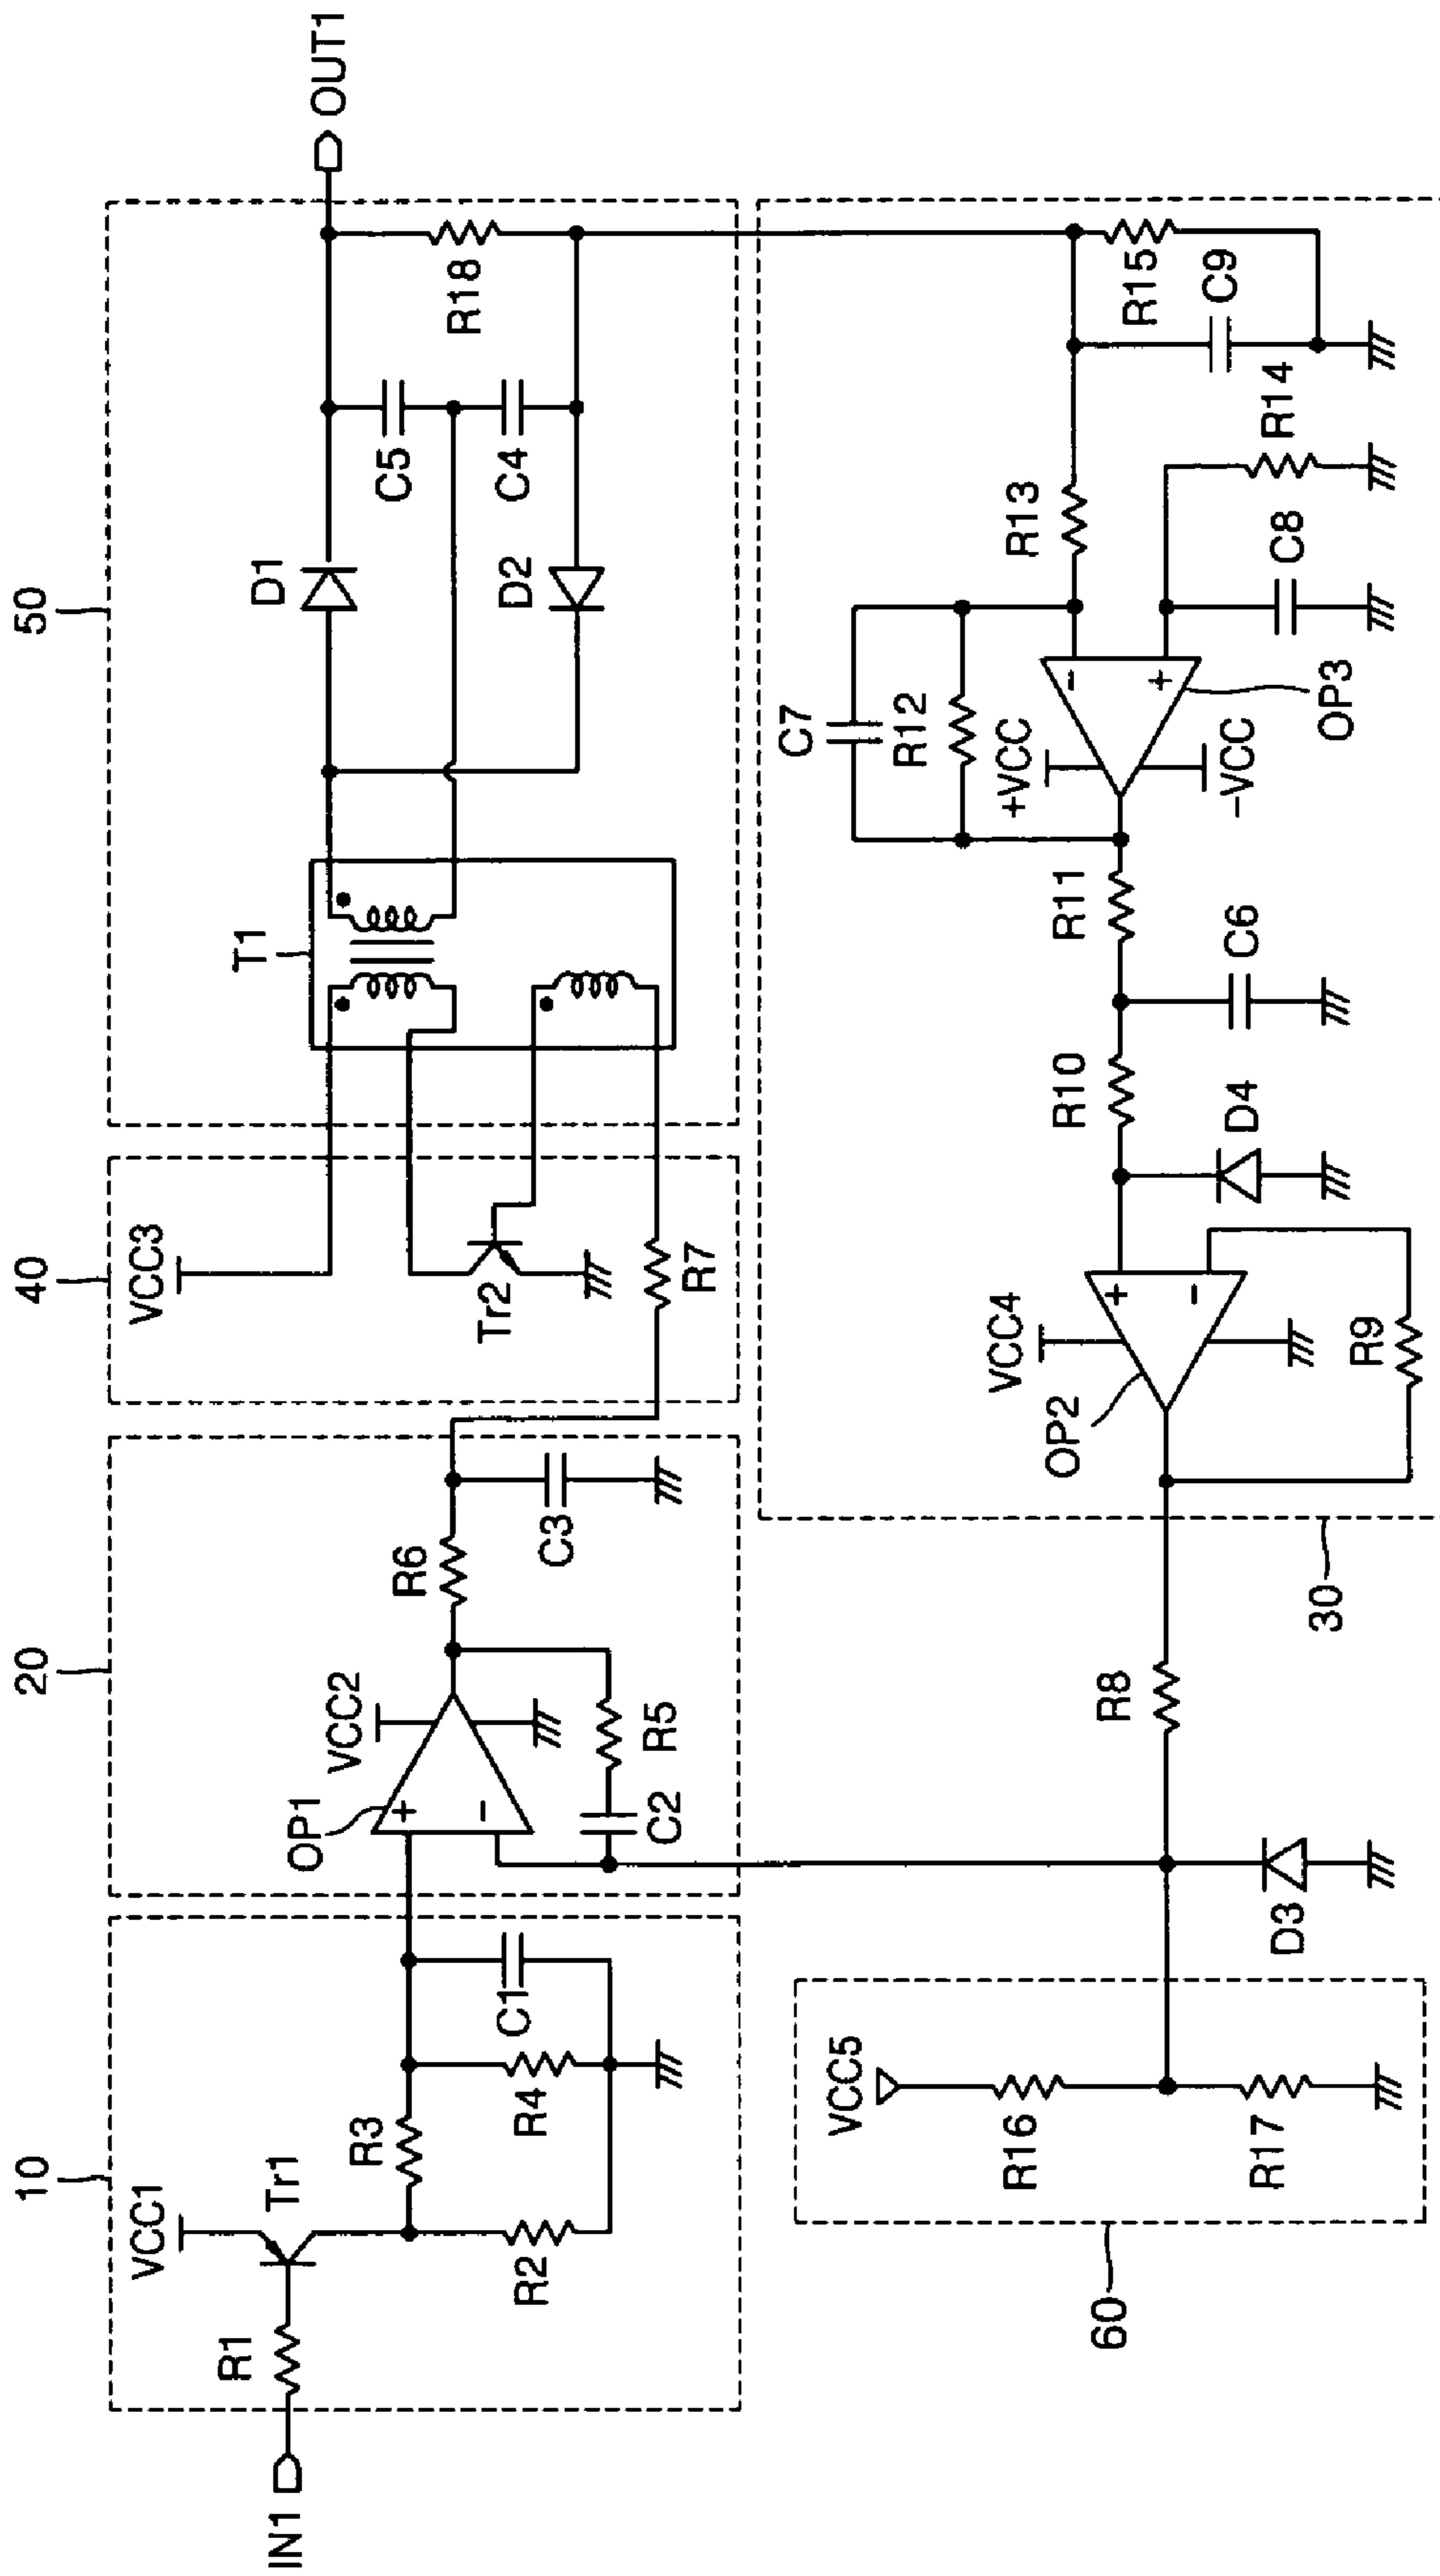 10
20
40
50
VCC1
Tr1
R1
IN1
R3
R2
R4
C1
OP1
+
-
VCC2
R6
C3
R5
C2
VCC3
Tr2
R7
T1
D1
D2
C5
C4
R18
OUT1
60
VCC5
R16
R17
D3
R8
30
OP2
VCC4
+
-
R9
D4
R10
C6
R11
C7
R12
+VCC
-VCC
OP3
-
+
R13
C8
R14
C9
R15